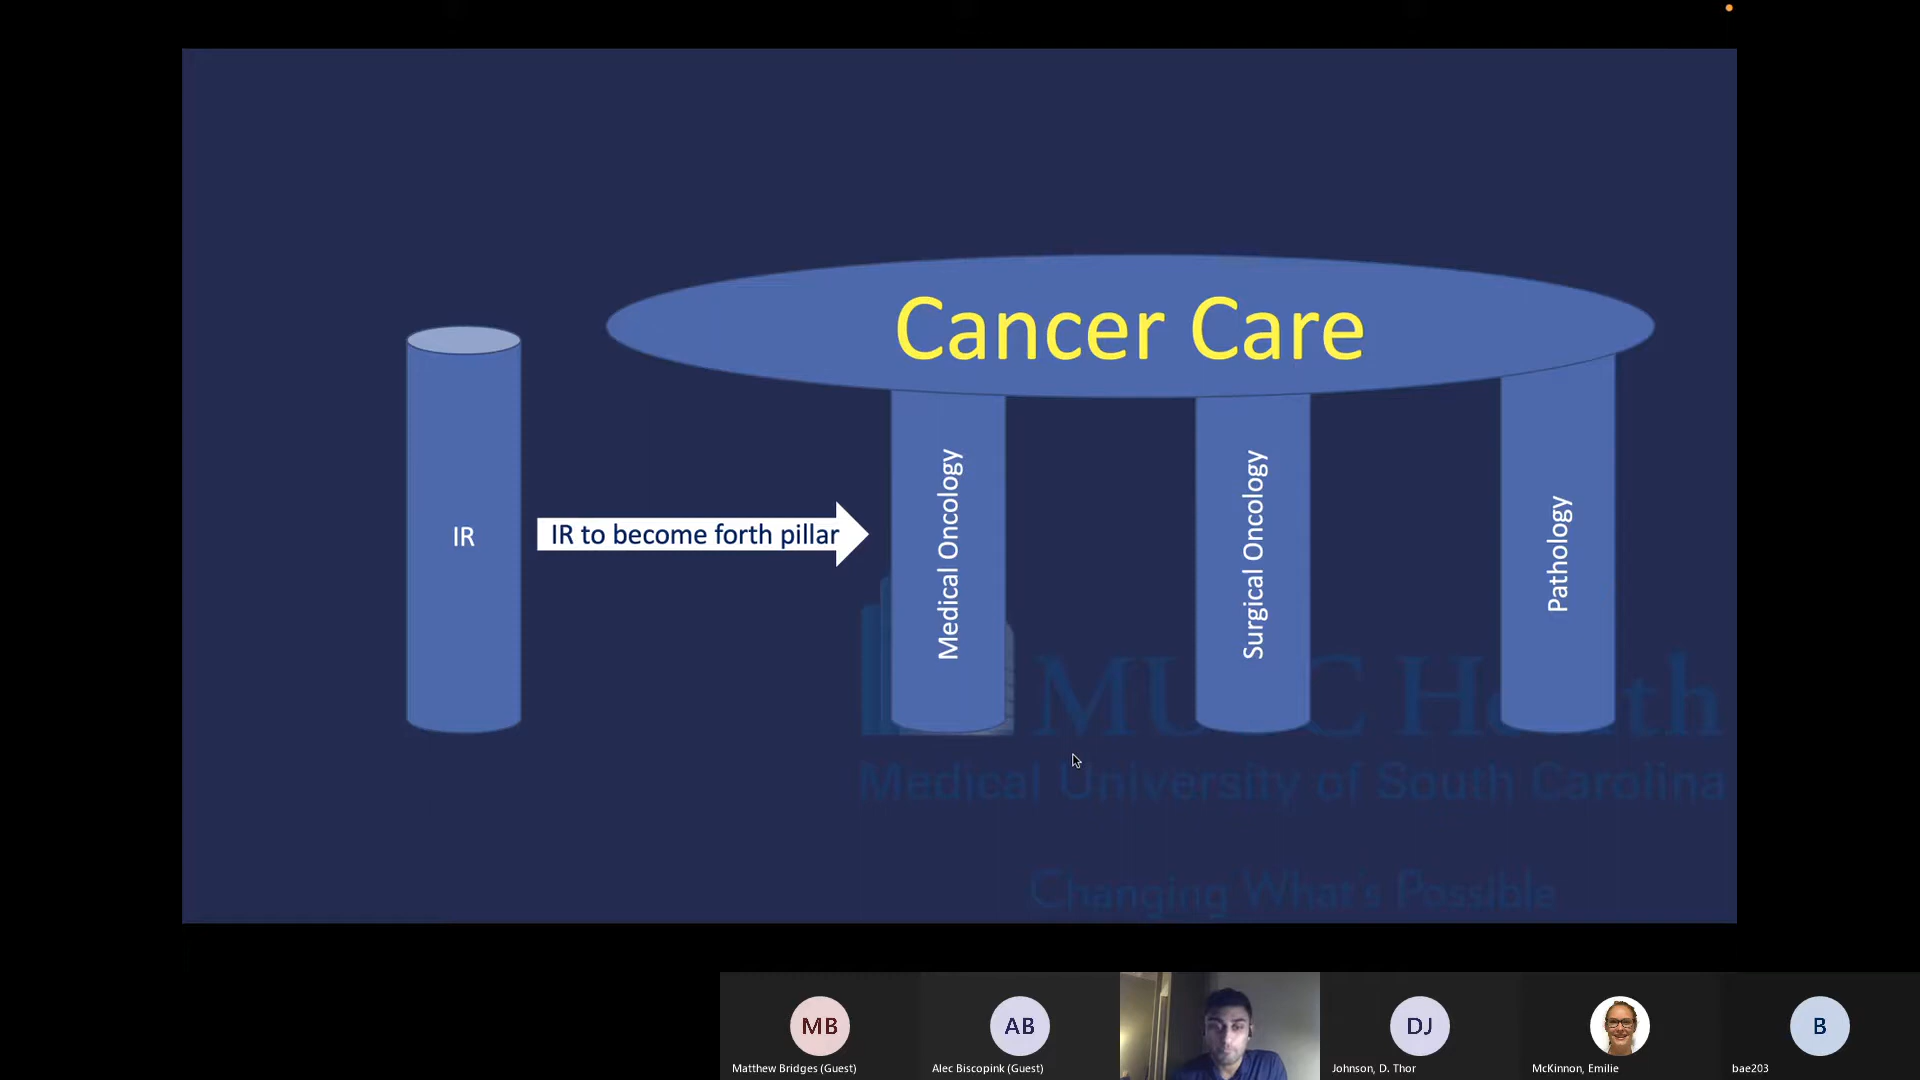 Cancer Care
IR
IR to become forth pillar
Medical Oncology
Surgical Oncology
Pathology
MUSC Health
Medical University of South Carolina
Changing What's Possible
MB
AB
DJ
B
Matthew Bridges (Guest)
Alec Biscopink (Guest)
Johnson, D. Thor
McKinnon, Emilie
bae203